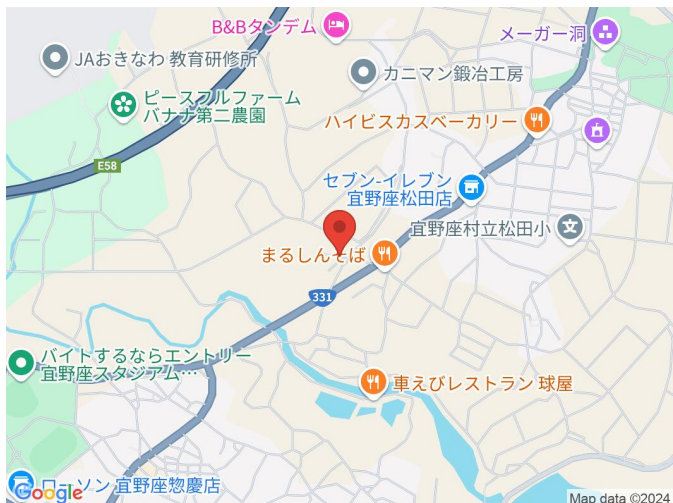 B&Bタンデム
メーガー洞
JAおきなわ 教育研修所
カニマン鍛冶工房
ピースフルファーム
バナナ第二農園
ハイビスカスベーカリー
E58
セブン-イレブン
宜野座松田店
宜野座村立松田小
文
まるしんそば
331
バイトするならエントリー
宜野座スタジアム…
車えびレストラン 球屋
ローソン 宜野座惣慶店
Google
Map data ©2024